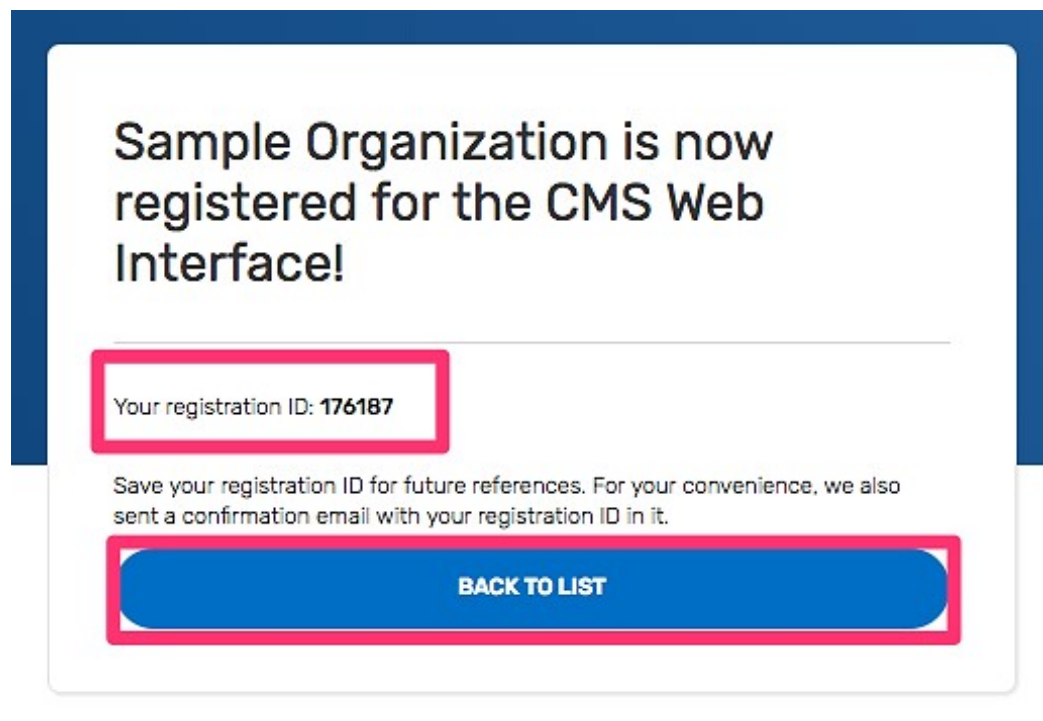 Sample Organization is now
registered for the CMS Web
Interface!
Your registration ID: 176187
Save your registration ID for future references. For your convenience, we also
sent a confirmation email with your registration ID in it.
BACK TO LIST